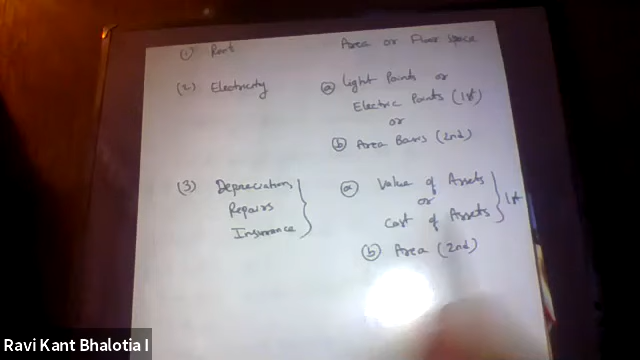 (1) Rent Area or Floor space
(2) Electricity (a) Light Points or
Electric Points (1st)
or
(b) Area Basis (2nd)
(3) Depreciation (a) Value of Assets
Repairs or
Insurance Cost of Assets 1st
(b) Area (2nd)
Ravi Kant Bhalotia I